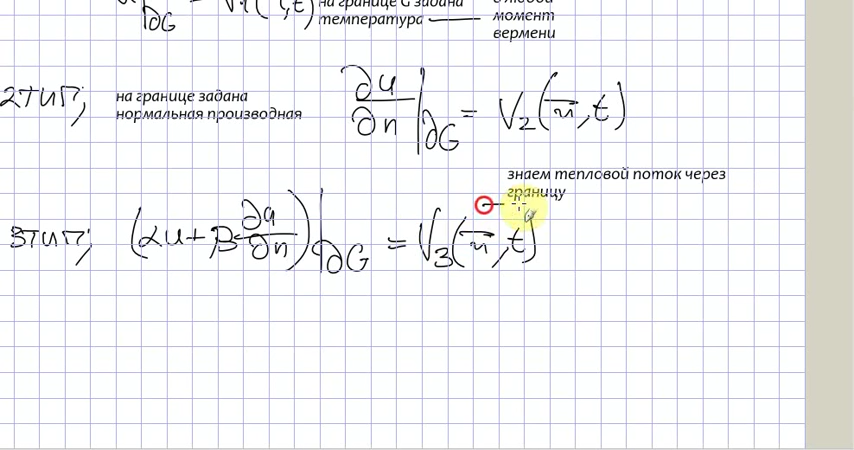 на границе G задана
температура
момент
вермени
∂G
2 тип;
на границе задана
нормальная производная
∂u/∂n |∂G = V₂(x̄, t)
знаем тепловой поток через
границу
3 тип; (αu + β ∂u/∂n) |∂G = V₃(x̄, t)